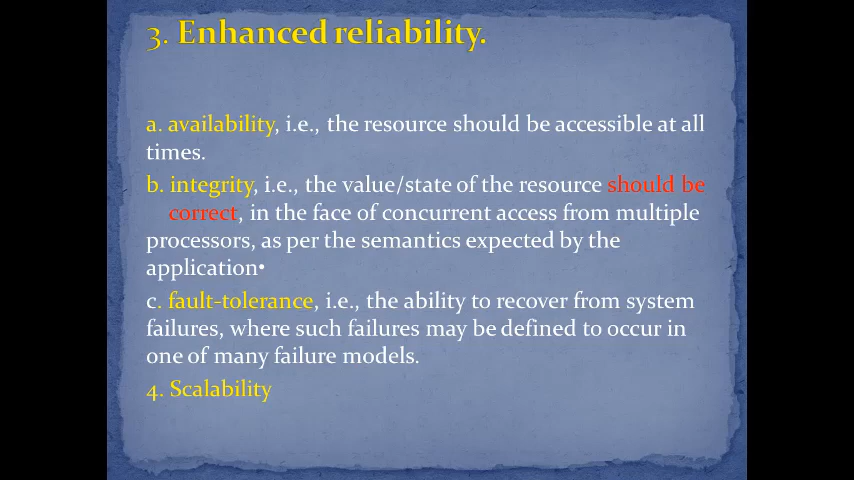 3. Enhanced reliability.
a. availability, i.e., the resource should be accessible at all
times.
b. integrity, i.e., the value/state of the resource should be
correct, in the face of concurrent access from multiple
processors, as per the semantics expected by the
application•
c. fault-tolerance, i.e., the ability to recover from system
failures, where such failures may be defined to occur in
one of many failure models.
4. Scalability